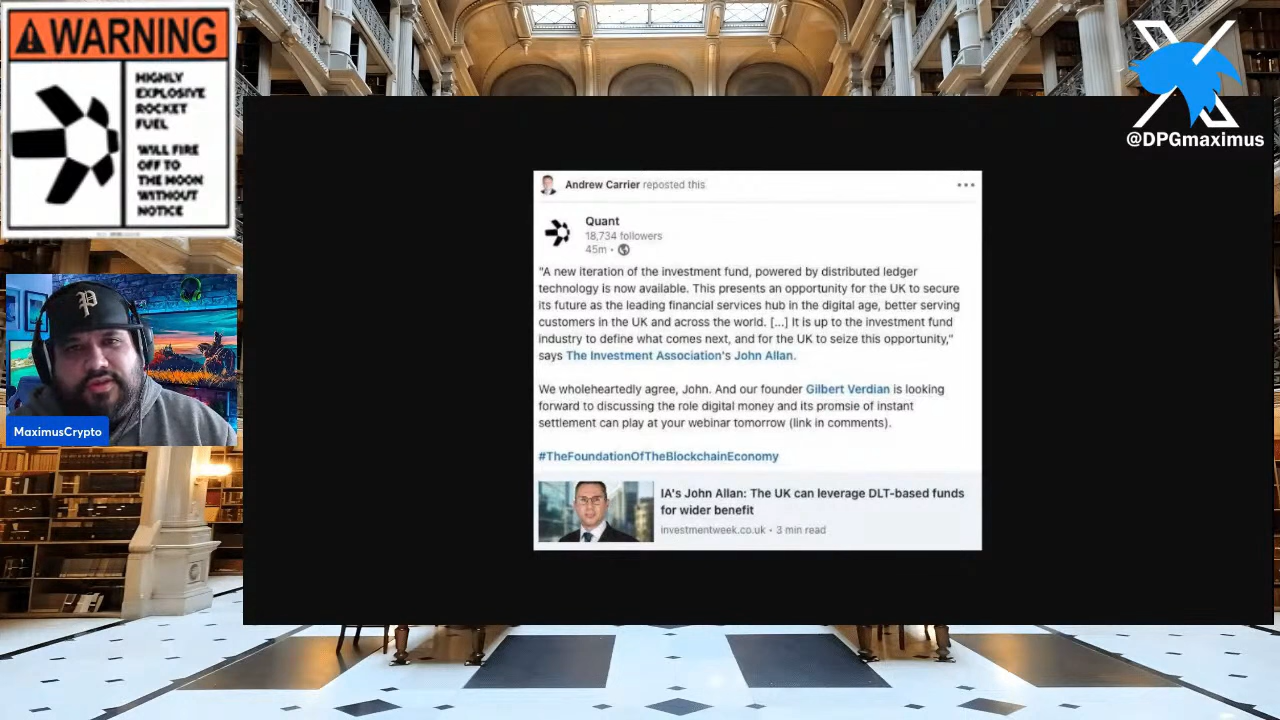 WARNING
HIGHLY
EXPLOSIVE
ROCKET
FUEL
WILL FIRE
OFF TO
THE MOON
WITHOUT
NOTICE
@DPGmaximus
MaximusCrypto
Andrew Carrier reposted this
Quant
18,734 followers
45m •
"A new iteration of the investment fund, powered by distributed ledger
technology is now available. This presents an opportunity for the UK to secure
its future as the leading financial services hub in the digital age, better serving
customers in the UK and across the world. [...] It is up to the investment fund
industry to define what comes next, and for the UK to seize this opportunity,"
says The Investment Association's John Allan.
We wholeheartedly agree, John. And our founder Gilbert Verdian is looking
forward to discussing the role digital money and its promsie of instant
settlement can play at your webinar tomorrow (link in comments).
#TheFoundationOfTheBlockchainEconomy
IA's John Allan: The UK can leverage DLT-based funds
for wider benefit
investmentweek.co.uk • 3 min read